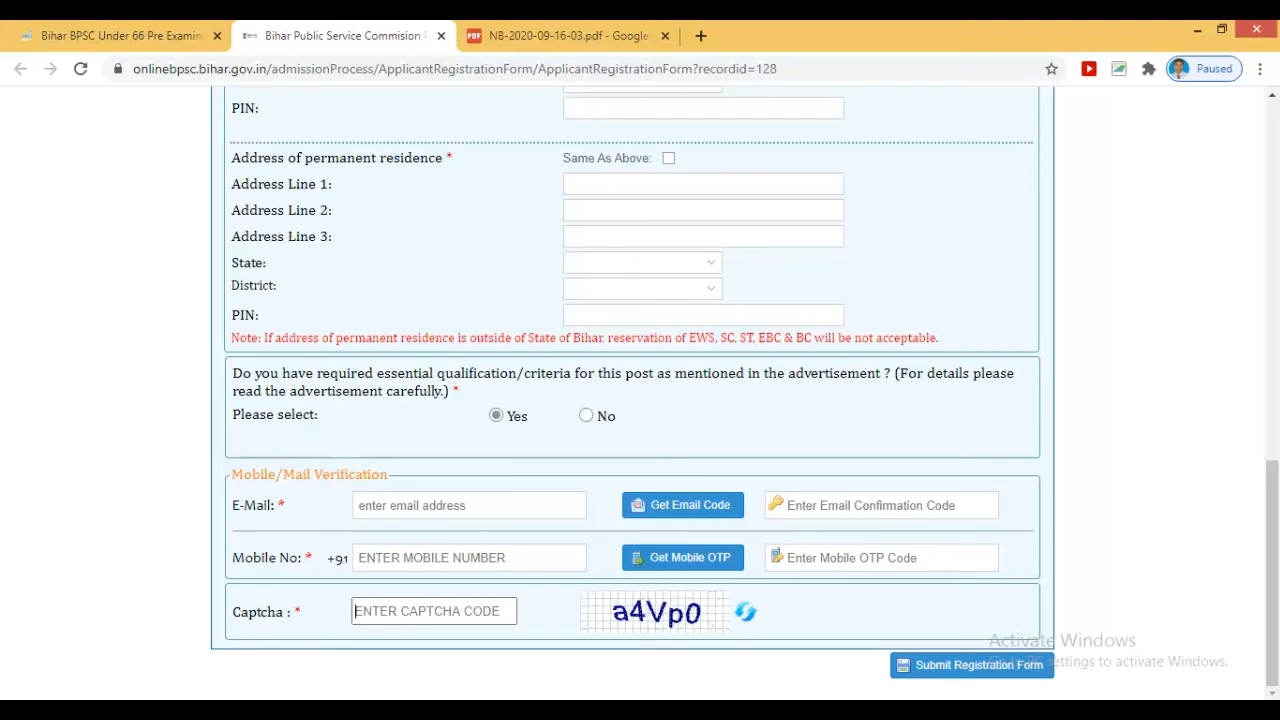 Bihar BPSC Under 66 Pre Examin
Bihar Public Service Commision
NB-2020-09-16-03.pdf - Google
onlinebpsc.bihar.gov.in/admissionProcess/ApplicantRegistrationForm/ApplicantRegistrationForm?recordid=128
Paused
PIN:
Address of permanent residence *
Same As Above:
Address Line 1:
Address Line 2:
Address Line 3:
State:
District:
PIN:
Note: If address of permanent residence is outside of State of Bihar, reservation of EWS, SC, ST, EBC & BC will be not acceptable.
Do you have required essential qualification/criteria for this post as mentioned in the advertisement ? (For details please
read the advertisement carefully.) *
Please select:
Yes
No
Mobile/Mail Verification
E-Mail: *
enter email address
Get Email Code
Enter Email Confirmation Code
Mobile No: * +91
ENTER MOBILE NUMBER
Get Mobile OTP
Enter Mobile OTP Code
Captcha : *
ENTER CAPTCHA CODE
a4Vp0
Activate Windows
Go to PC settings to activate Windows.
Submit Registration Form